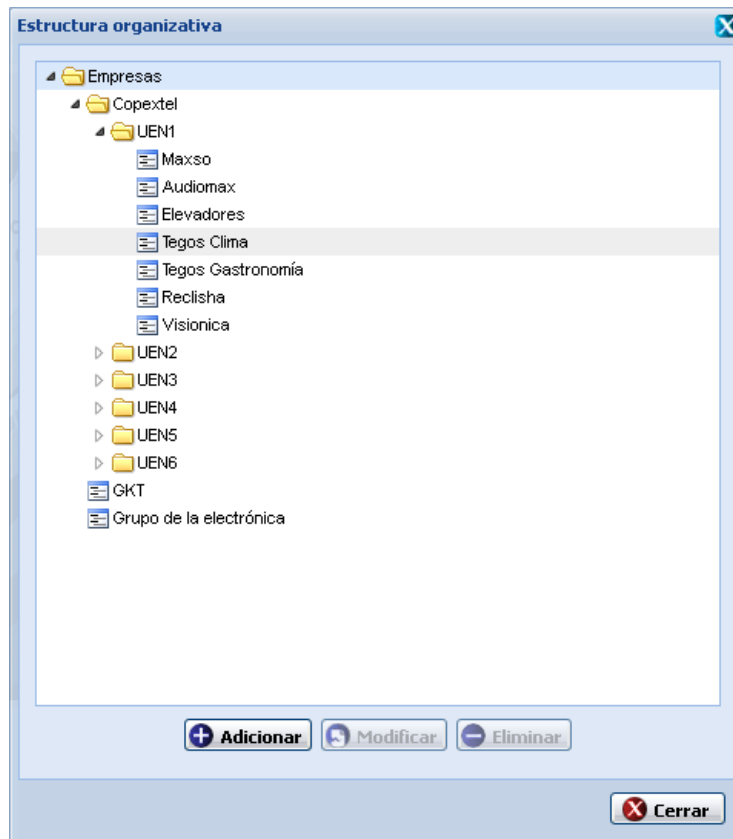 Estructura organizativa
Empresas
Copextel
UEN1
Maxso
Audiomax
Elevadores
Tegos Clima
Tegos Gastronomía
Reclisha
Visionica
UEN2
UEN3
UEN4
UEN5
UEN6
GKT
Grupo de la electrónica
Adicionar Modificar Eliminar
Cerrar